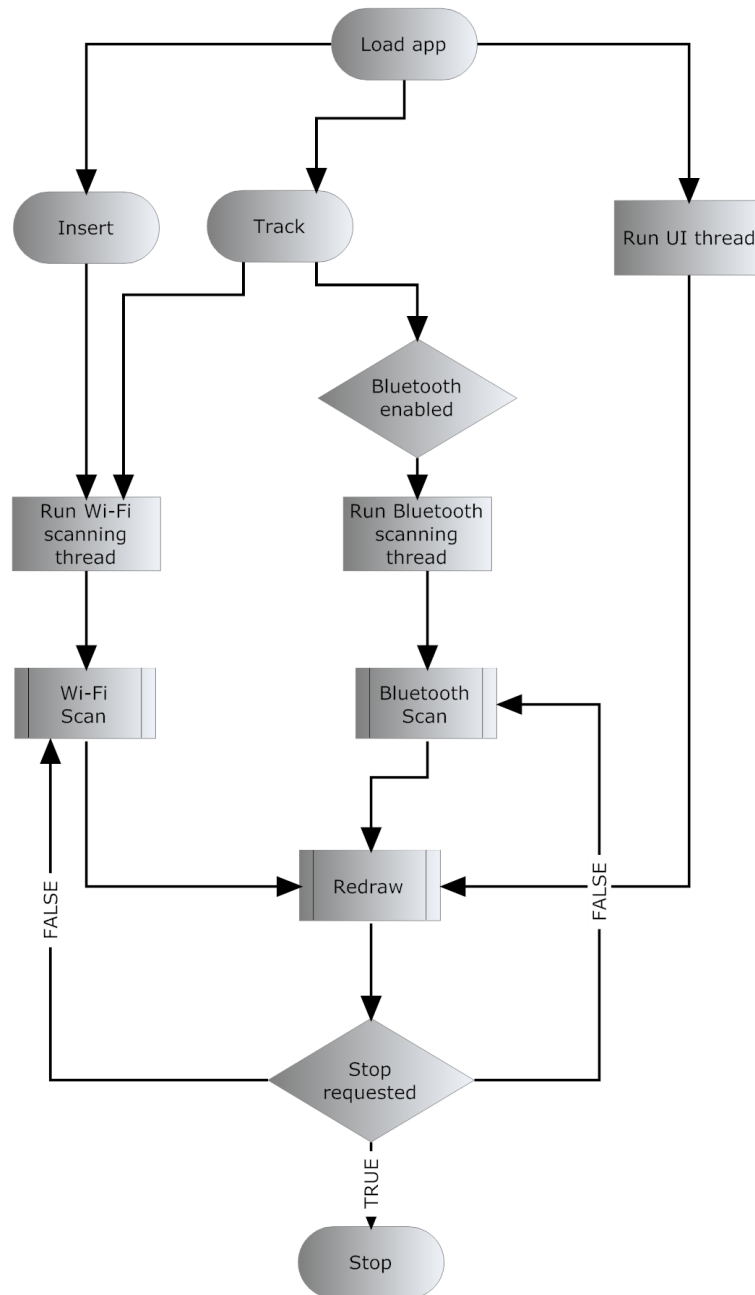 Load app
Insert
Track
Run UI thread
Bluetooth
enabled
Run Wi-Fi
scanning
thread
Run Bluetooth
scanning
thread
Wi-Fi
Scan
Bluetooth
Scan
Redraw
FALSE
FALSE
Stop
requested
TRUE
Stop